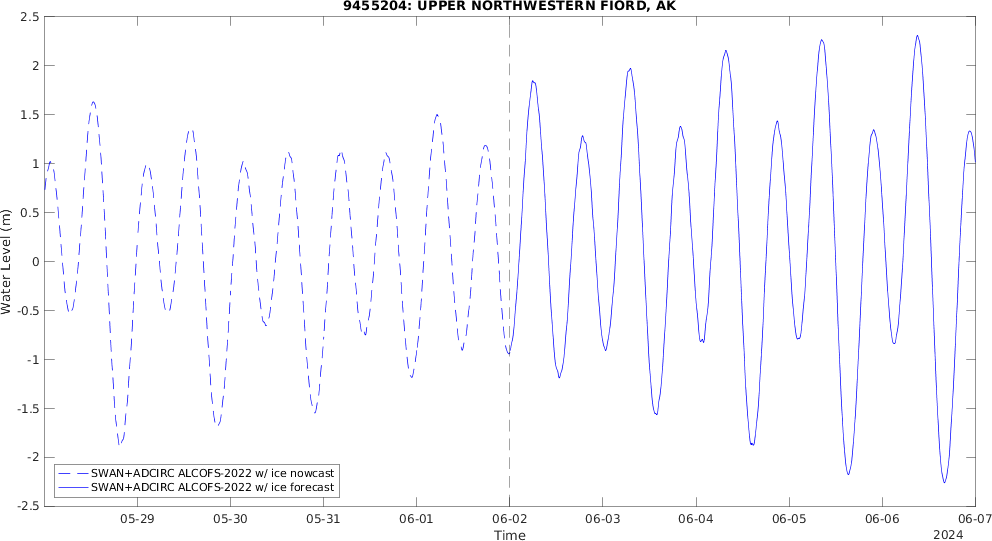 9455204: UPPER NORTHWESTERN FIORD, AK
2.5
2
1.5
1
0.5
0
-0.5
-1
-1.5
-2
-2.5
Water Level (m)
SWAN+ADCIRC ALCOFS-2022 w/ ice nowcast
SWAN+ADCIRC ALCOFS-2022 w/ ice forecast
05-29 05-30 05-31 06-01 06-02 06-03 06-04 06-05 06-06 06-07
Time
2024